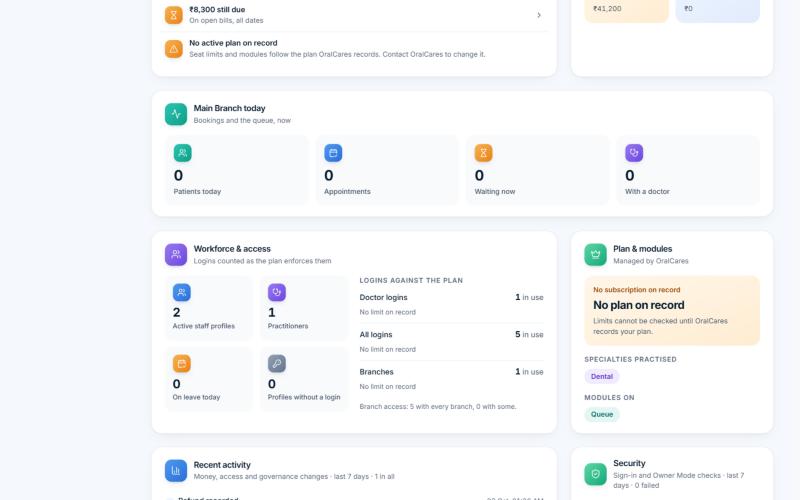 ₹8,300 still due
On open bills, all dates
No active plan on record
Seat limits and modules follow the plan OralCares records. Contact OralCares to change it.
₹41,200
₹0
Main Branch today
Bookings and the queue, now
0
Patients today
0
Appointments
0
Waiting now
0
With a doctor
Workforce & access
Logins counted as the plan enforces them
2
Active staff profiles
1
Practitioners
0
On leave today
0
Profiles without a login
LOGINS AGAINST THE PLAN
Doctor logins 1 in use
No limit on record
All logins 5 in use
No limit on record
Branches 1 in use
No limit on record
Branch access: 5 with every branch, 0 with some.
Plan & modules
Managed by OralCares
No subscription on record
No plan on record
Limits cannot be checked until OralCares
records your plan.
SPECIALTIES PRACTISED
Dental
MODULES ON
Queue
Recent activity
Money, access and governance changes · last 7 days · 1 in all
Security
Sign-in and Owner Mode checks · last 7
days · 0 failed